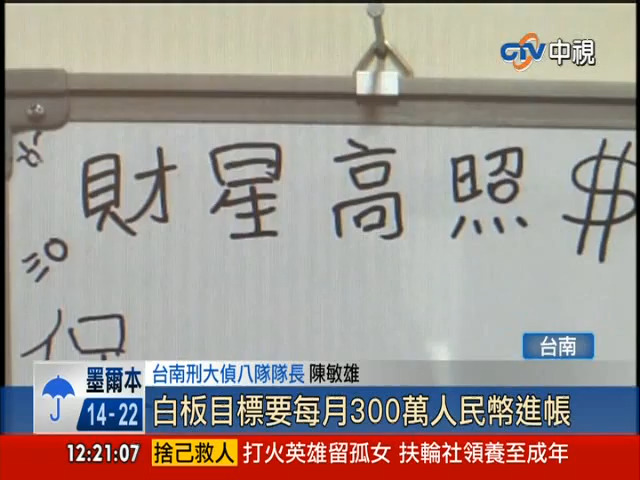 CTV中視
財星高照$
台南
墨爾本
14-22
台南刑大偵八隊隊長 陳敏雄
白板目標要每月300萬人民幣進帳
12:21:07
捨己救人 打火英雄留孤女 扶輪社領養至成年